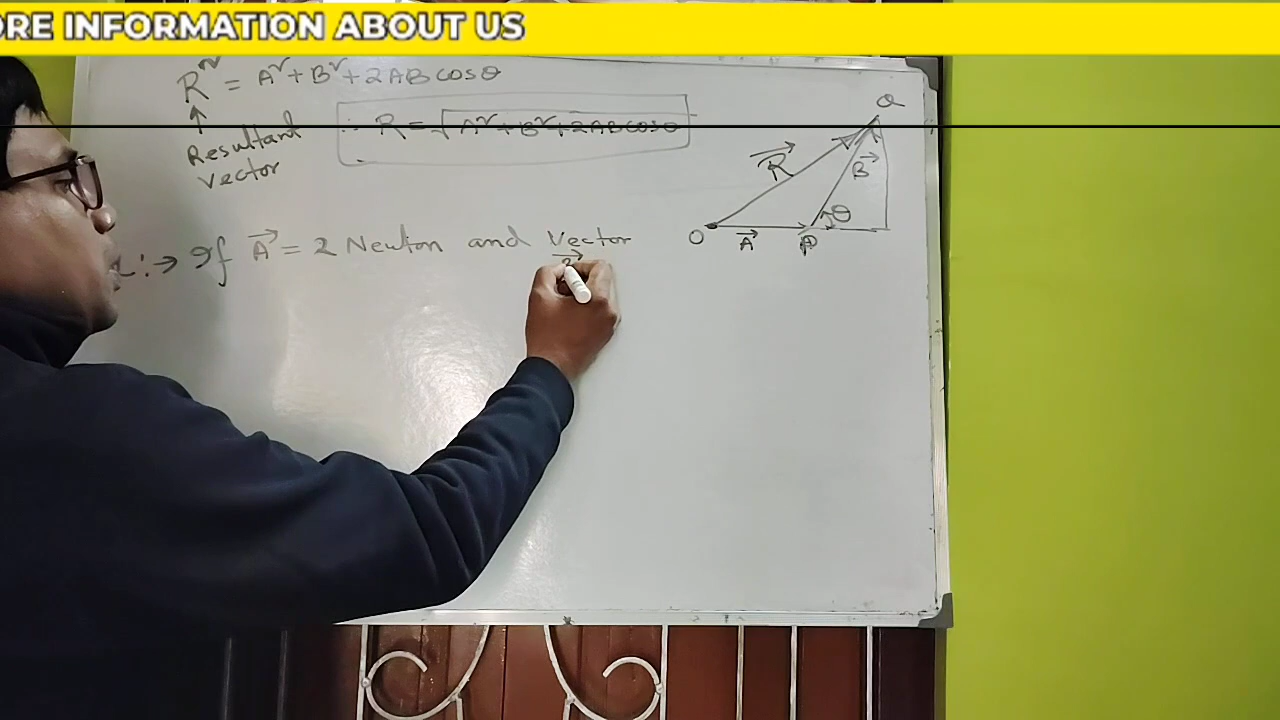 ORE INFORMATION ABOUT US
R² = A² + B² + 2AB cosθ
↑
Resultant
Vector
∴ R = √A² + B² + 2AB cosθ
Q
R⃗
B⃗
θ
O
A⃗
P
:→ If A⃗ = 2 Newton and Vector